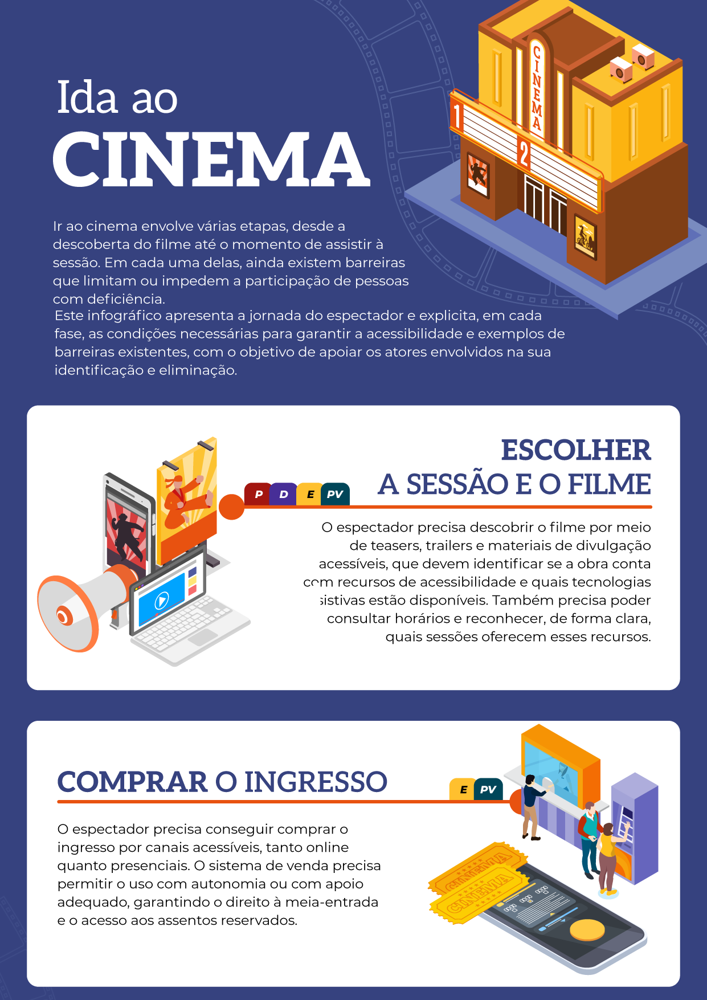 Ida ao
CINEMA
CINEMA
1
2
Ir ao cinema envolve várias etapas, desde a
descoberta do filme até o momento de assistir à
sessão. Em cada uma delas, ainda existem barreiras
que limitam ou impedem a participação de pessoas
com deficiência.
Este infográfico apresenta a jornada do espectador e explicita, em cada
fase, as condições necessárias para garantir a acessibilidade e exemplos de
barreiras existentes, com o objetivo de apoiar os atores envolvidos na sua
identificação e eliminação.
ESCOLHER
A SESSÃO E O FILME
P D E PV
O espectador precisa descobrir o filme por meio
de teasers, trailers e materiais de divulgação
acessíveis, que devem identificar se a obra conta
com recursos de acessibilidade e quais tecnologias
sistivas estão disponíveis. Também precisa poder
consultar horários e reconhecer, de forma clara,
quais sessões oferecem esses recursos.
COMPRAR O INGRESSO
E PV
O espectador precisa conseguir comprar o
ingresso por canais acessíveis, tanto online
quanto presenciais. O sistema de venda precisa
permitir o uso com autonomia ou com apoio
adequado, garantindo o direito à meia-entrada
e o acesso aos assentos reservados.
CINEMA
CINEMA